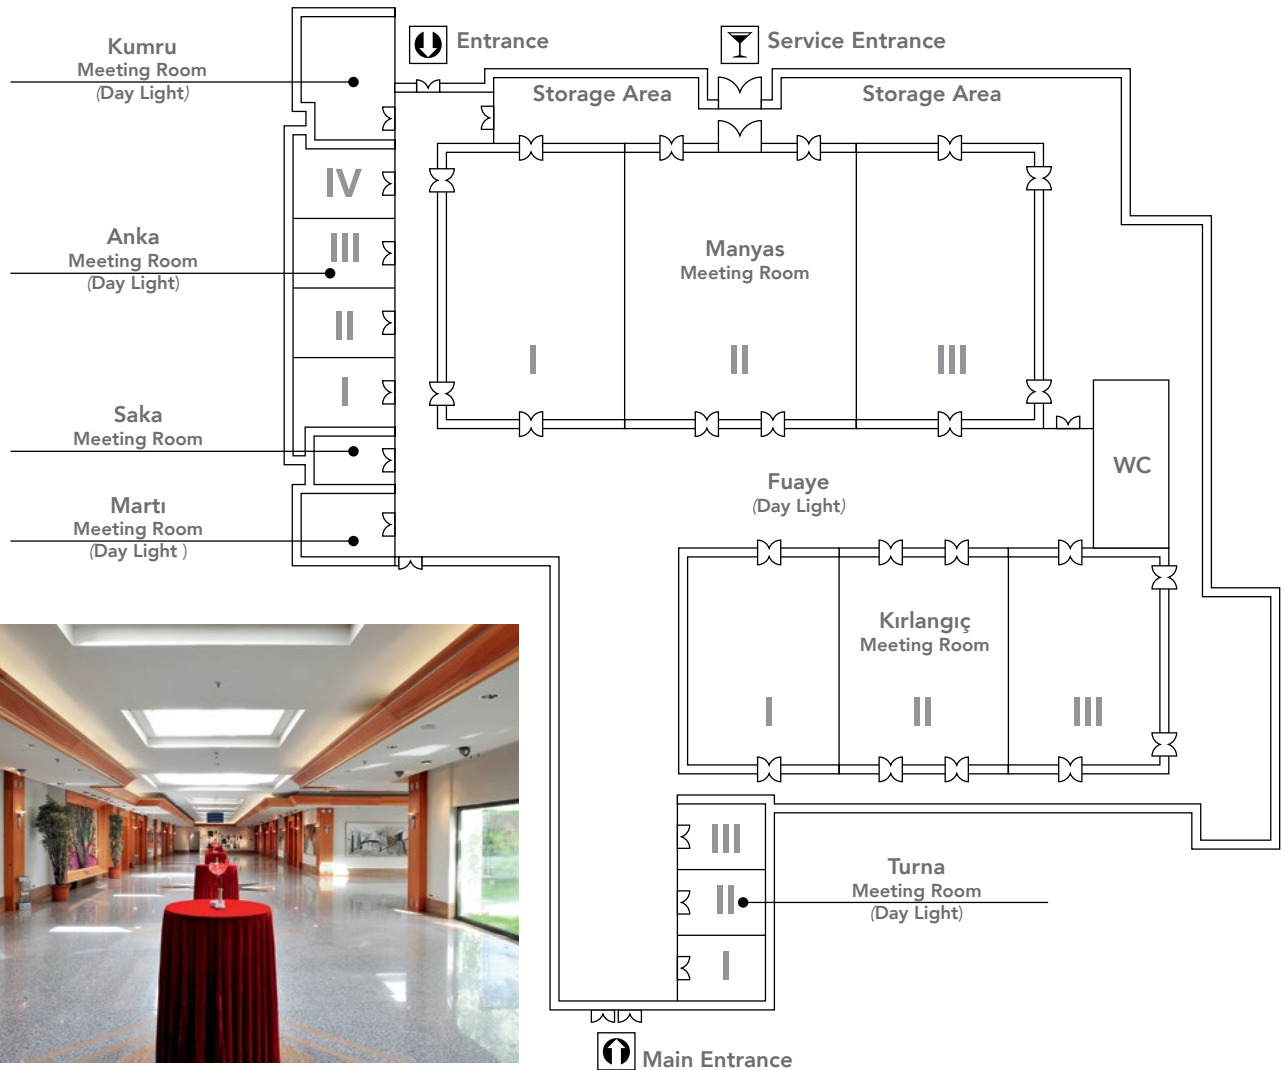 Entrance
Service Entrance
Kumru
Meeting Room
(Day Light)
Storage Area
Storage Area
IV
Anka
Meeting Room
(Day Light)
III
II
I
Manyas
Meeting Room
I
II
III
Saka
Meeting Room
Martı
Meeting Room
(Day Light )
Fuaye
(Day Light)
WC
Kırlangıç
Meeting Room
I
II
III
III
II
I
Turna
Meeting Room
(Day Light)
Main Entrance